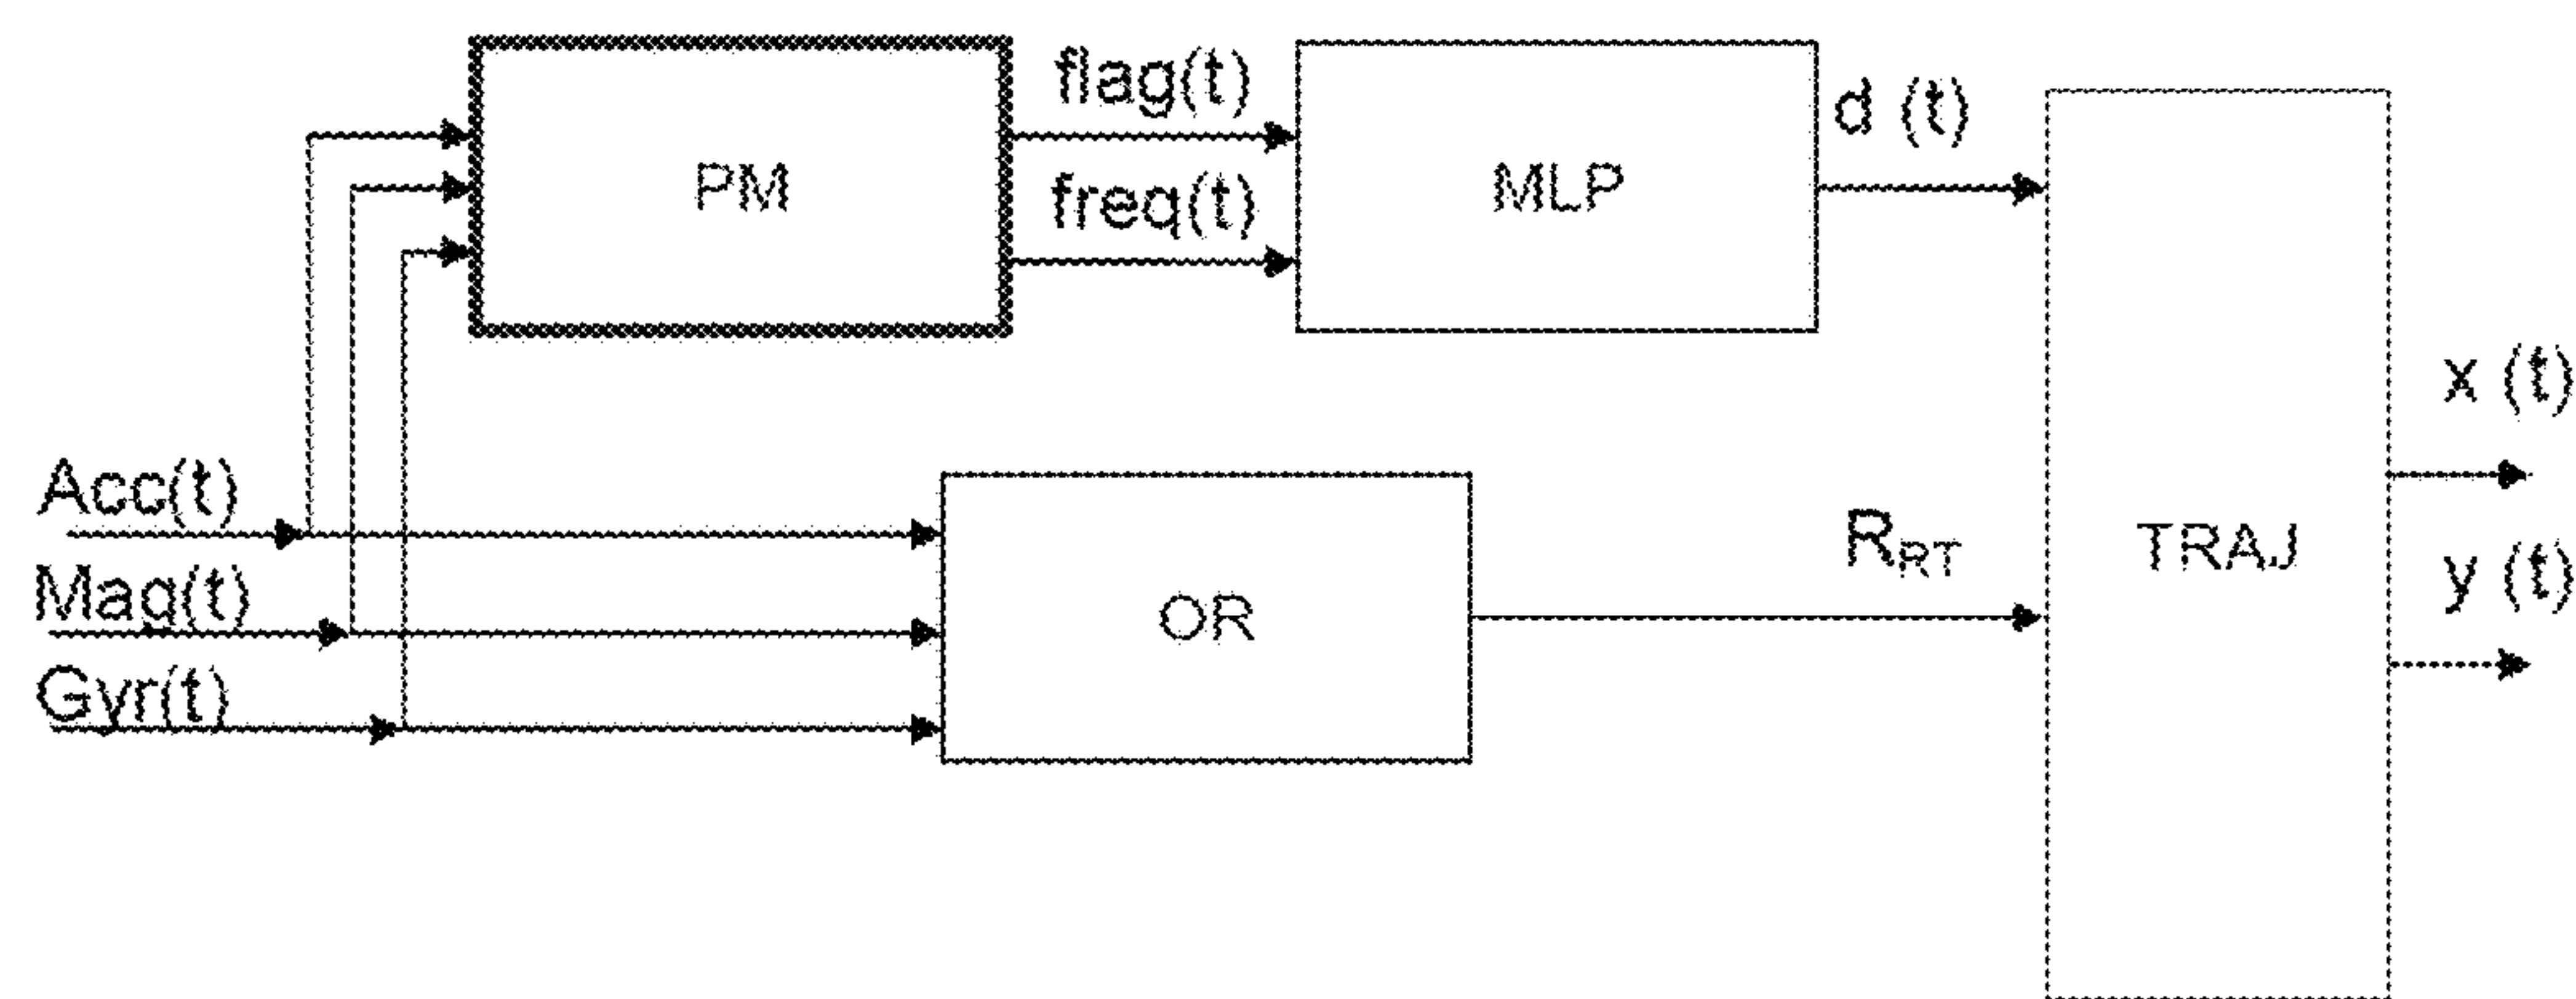 flag(t)
freq(t)
PM
MLP
d (t)
x (t)
y (t)
Acc(t)
Mag(t)
Gyr(t)
OR
RRT
TRAJ